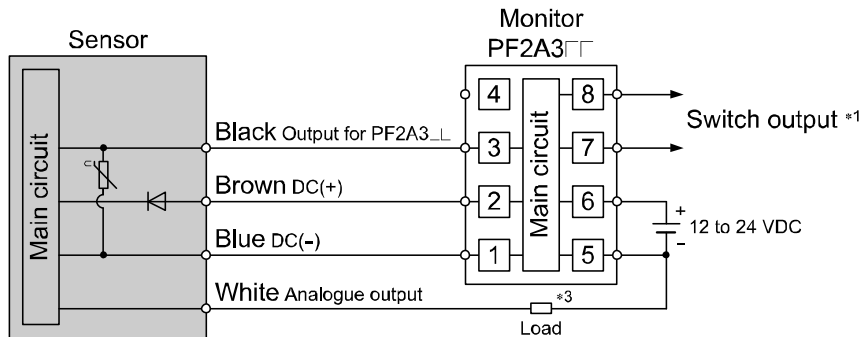 Monitor
PF2A3□□
Sensor
Main circuit
Black Output for PF2A3□□
Brown DC(+)
Blue DC(-)
White Analogue output
4
3
2
1
Main circuit
8
7
6
5
Switch output *1
+
12 to 24 VDC
-
*3
Load